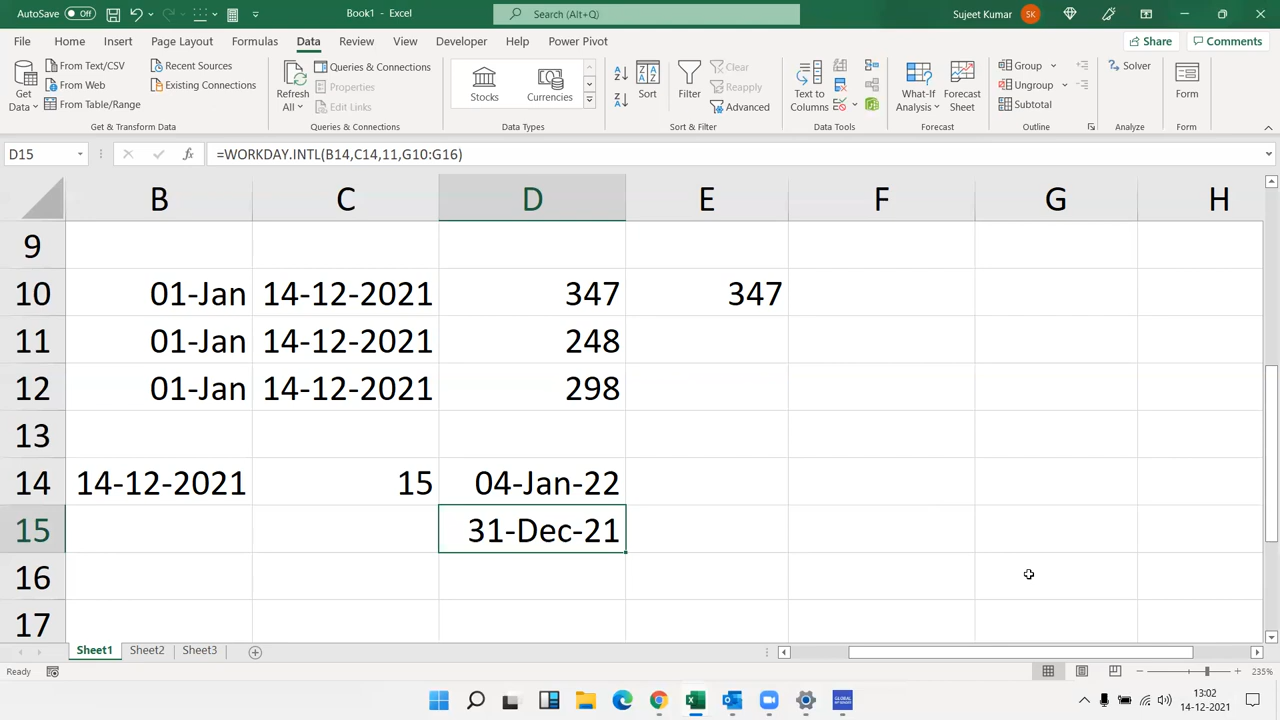 AutoSave Off Book1 - Excel Search (Alt+Q) Sujeet Kumar SK
File Home Insert Page Layout Formulas Data Review View Developer Help Power Pivot Share Comments
Get Data From Text/CSV From Web From Table/Range Recent Sources Existing Connections
Refresh All Queries & Connections Properties Edit Links
Stocks Currencies
Sort Filter Clear Reapply Advanced
Text to Columns
What-If Analysis Forecast Sheet
Group Ungroup Subtotal
Solver
Form
Get & Transform Data Queries & Connections Data Types Sort & Filter Data Tools Forecast Outline Analyze Form
D15 fx =WORKDAY.INTL(B14,C14,11,G10:G16)
B C D E F G H
9
10 01-Jan 14-12-2021 347 347
11 01-Jan 14-12-2021 248
12 01-Jan 14-12-2021 298
13
14 14-12-2021 15 04-Jan-22
15 31-Dec-21
16
17
Sheet1 Sheet2 Sheet3
Ready 235%
GLOBAL
13:02
14-12-2021